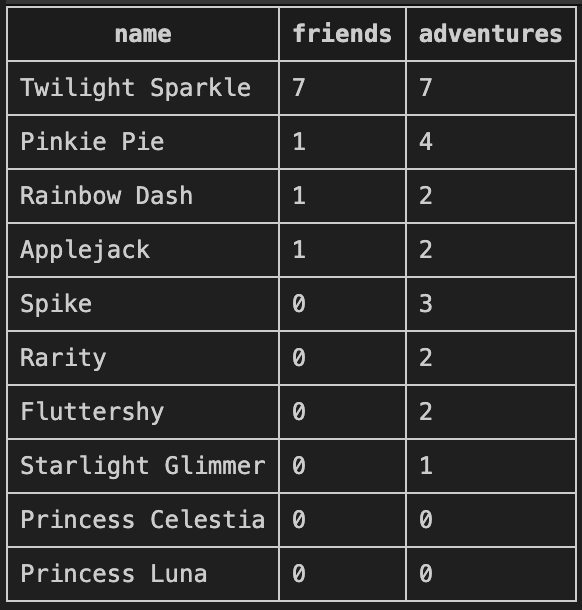 name friends adventures
Twilight Sparkle 7 7
Pinkie Pie 1 4
Rainbow Dash 1 2
Applejack 1 2
Spike 0 3
Rarity 0 2
Fluttershy 0 2
Starlight Glimmer 0 1
Princess Celestia 0 0
Princess Luna 0 0